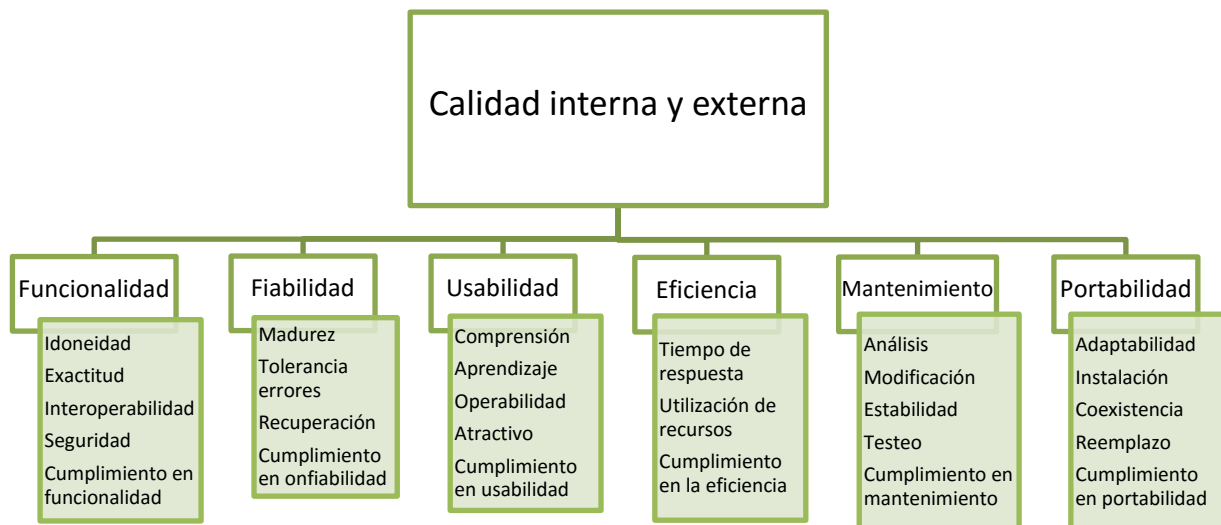 Calidad interna y externa
Funcionalidad
Idoneidad
Exactitud
Interoperabilidad
Seguridad
Cumplimiento en
funcionalidad
Fiabilidad
Madurez
Tolerancia
errores
Recuperación
Cumplimiento
en onfiabilidad
Usabilidad
Comprensión
Aprendizaje
Operabilidad
Atractivo
Cumplimiento
en usabilidad
Eficiencia
Tiempo de
respuesta
Utilización de
recursos
Cumplimiento
en la eficiencia
Mantenimiento
Análisis
Modificación
Estabilidad
Testeo
Cumplimiento en
mantenimiento
Portabilidad
Adaptabilidad
Instalación
Coexistencia
Reemplazo
Cumplimiento
en portabilidad